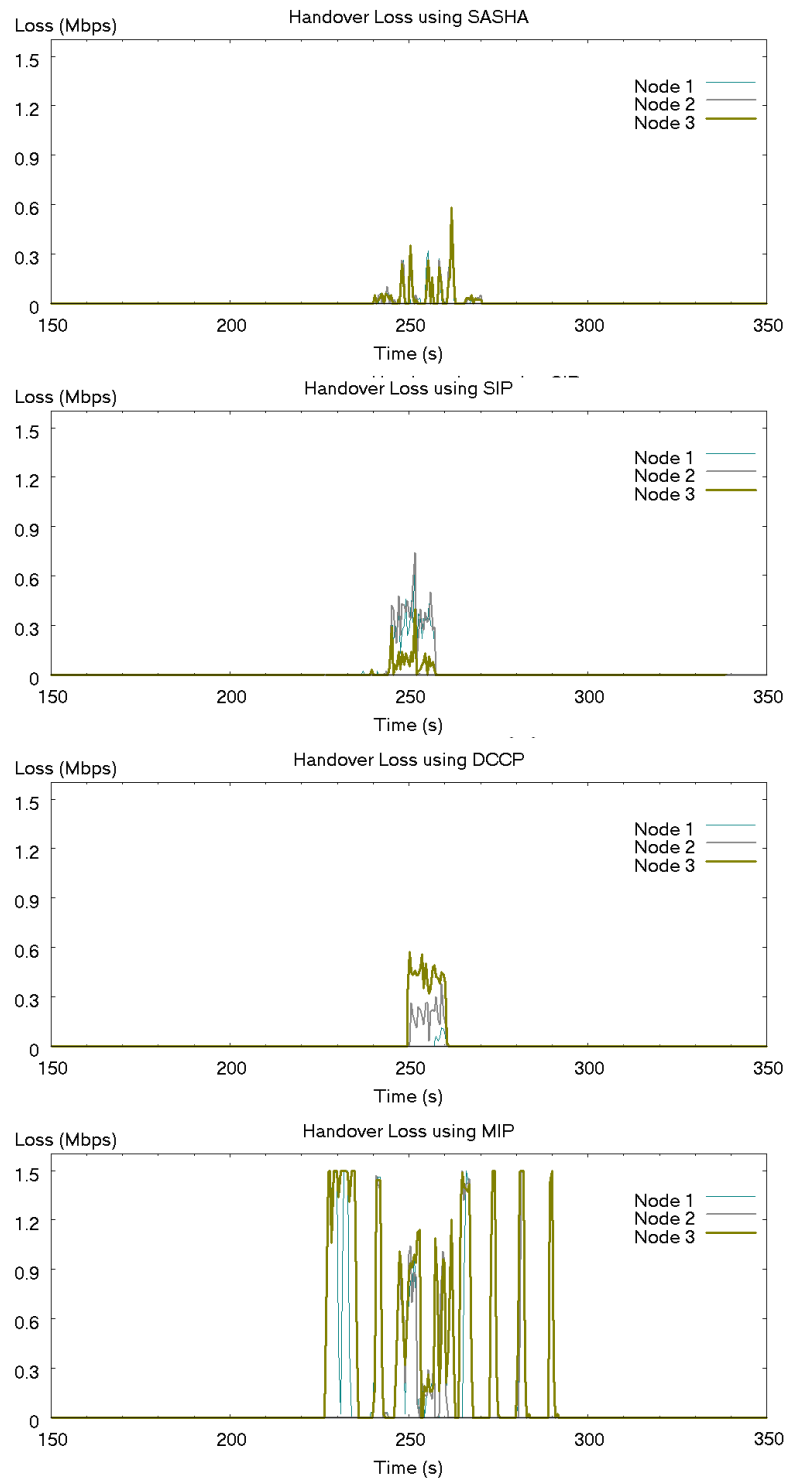 Handover Loss using SASHA
Loss (Mbps)
1.5
Node 1
1.2
Node 2
Node 3
0.9
0.6
0.3
0
150 200 250 300 350
Time (s)
Handover Loss using SIP
Loss (Mbps)
1.5
Node 1
Node 2
1.2
Node 3
0.9
0.6
0.3
0
150 200 250 300 350
Time (s)
Handover Loss using DCCP
Loss (Mbps)
1.5
Node 1
1.2
Node 2
Node 3
0.9
0.6
0.3
0
150 200 250 300 350
Time (s)
Handover Loss using MIP
Loss (Mbps)
1.5
Node 1
1.2
Node 2
Node 3
0.9
0.6
0.3
0
150 200 250 300 350
Time (s)